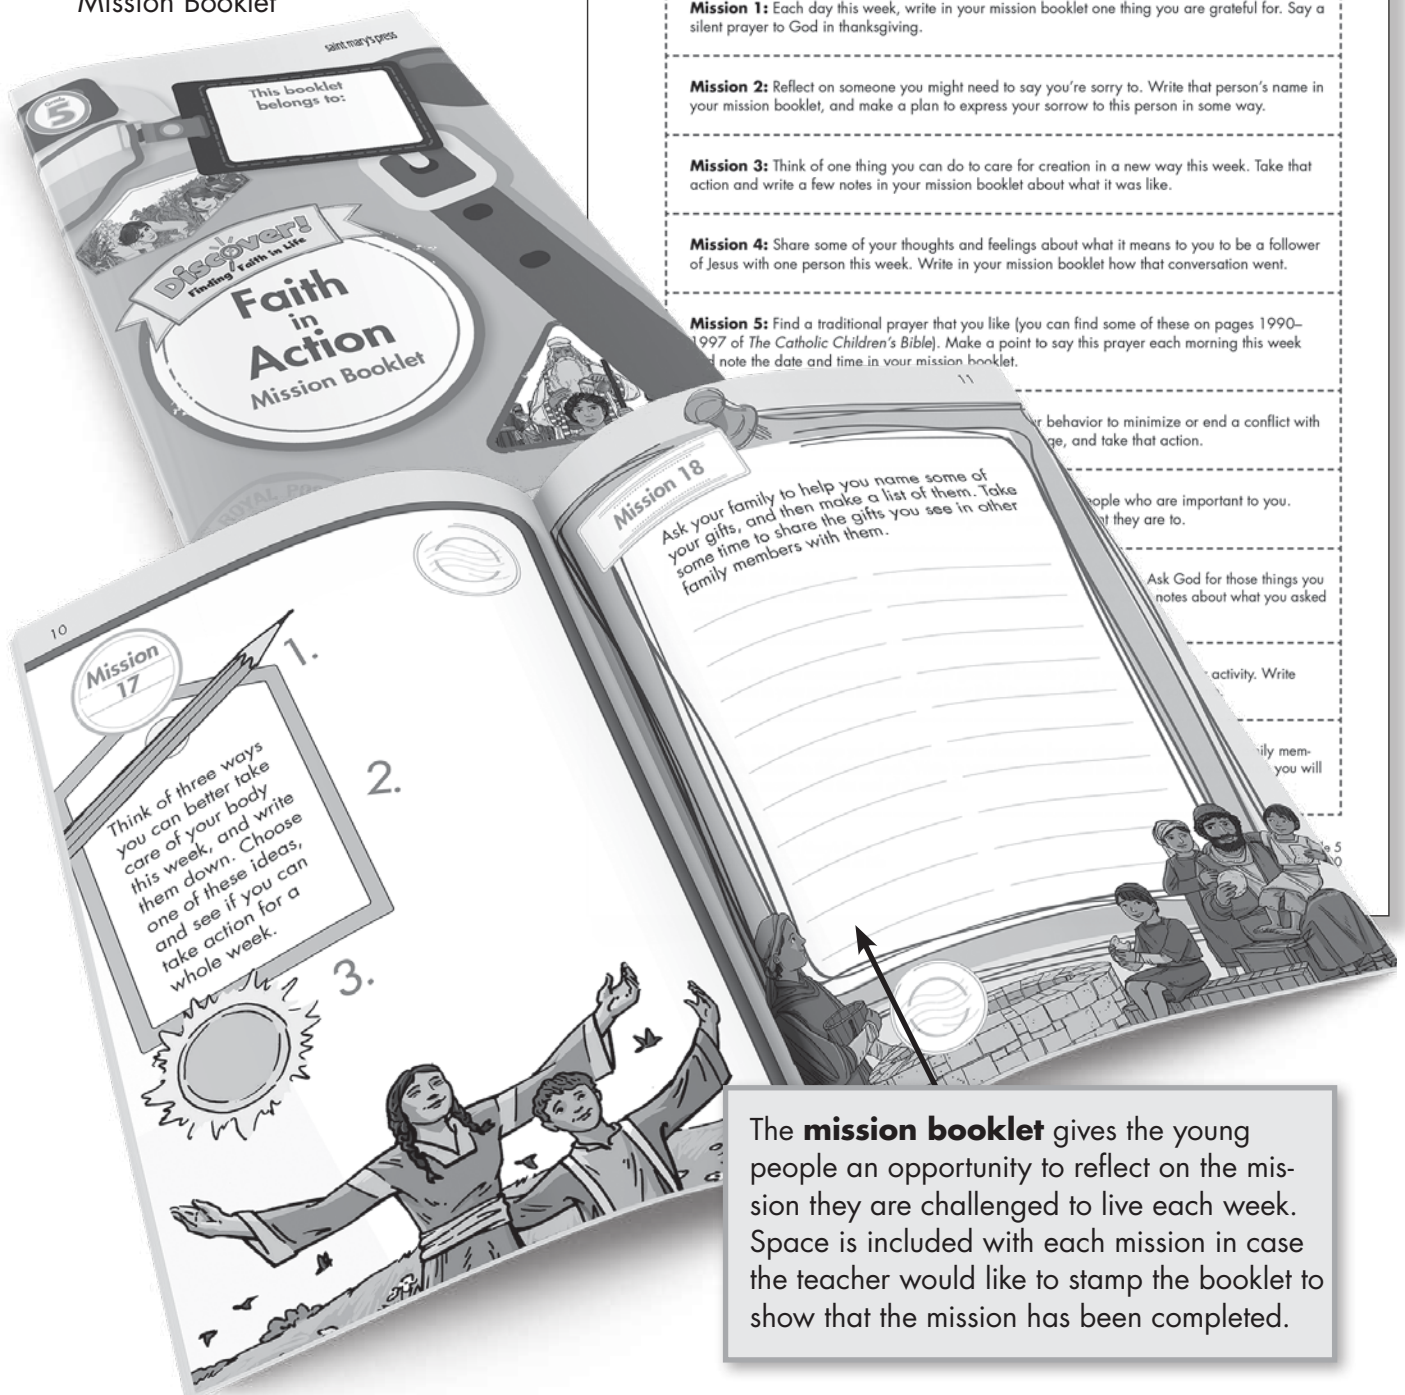 Mission Booklet
saint mary's press
Grade
5
This booklet
belongs to:
Discover!
Finding Faith in Life
Faith
in
Action
Mission Booklet
ROYAL
Mission 1: Each day this week, write in your mission booklet one thing you are grateful for. Say a
silent prayer to God in thanksgiving.
Mission 2: Reflect on someone you might need to say you're sorry to. Write that person's name in
your mission booklet, and make a plan to express your sorrow to this person in some way.
Mission 3: Think of one thing you can do to care for creation in a new way this week. Take that
action and write a few notes in your mission booklet about what it was like.
Mission 4: Share some of your thoughts and feelings about what it means to you to be a follower
of Jesus with one person this week. Write in your mission booklet how that conversation went.
Mission 5: Find a traditional prayer that you like (you can find some of these on pages 1990–
1997 of The Catholic Children's Bible). Make a point to say this prayer each morning this week
note the date and time in your mission booklet.
behavior to minimize or end a conflict with
, and take that action.
who are important to you.
they are to.
Ask God for those things you
notes about what you asked
activity. Write
mem-
you will
5
10
Mission
17
Think of three ways
you can better take
care of your body
this week, and write
them down. Choose
one of these ideas,
and see if you can
take action for a
whole week.
1.
2.
3.
11
Mission 18
Ask your family to help you name some of
your gifts, and then make a list of them. Take
some time to share the gifts you see in other
family members with them.
The mission booklet gives the young
people an opportunity to reflect on the mis-
sion they are challenged to live each week.
Space is included with each mission in case
the teacher would like to stamp the booklet to
show that the mission has been completed.